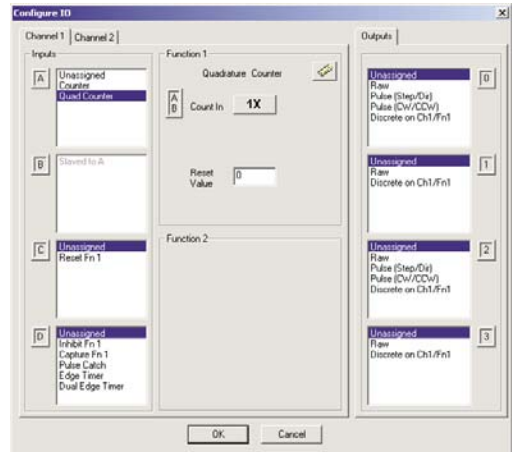 Configure IO
Channel 1
Channel 2
Inputs
A
Unassigned
Counter
Quad Counter
B
Slaved to A
C
Unassigned
Reset Fn 1
D
Unassigned
Inhibit Fn 1
Capture Fn 1
Pulse Catch
Edge Timer
Dual Edge Timer
Function 1
Quadrature Counter
A
B
Count In
1X
Reset
Value
0
Function 2
Outputs
Unassigned
Raw
Pulse (Step/Dir)
Pulse (CW/CCW)
Discrete on Ch1/Fn1
0
Unassigned
Raw
Discrete on Ch1/Fn1
1
Unassigned
Raw
Pulse (Step/Dir)
Pulse (CW/CCW)
Discrete on Ch1/Fn1
2
Unassigned
Raw
Discrete on Ch1/Fn1
3
OK
Cancel